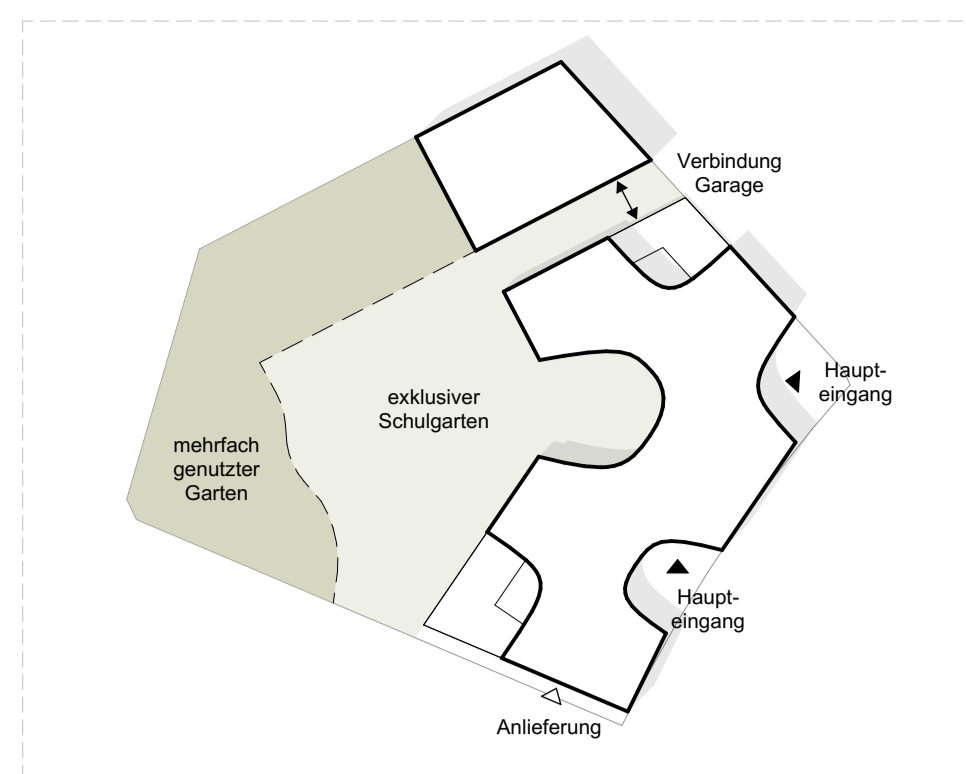 Verbindung
Garage
Haupt-
eingang
exklusiver
Schulgarten
mehrfach
genutzter
Garten
Haupt-
eingang
Anlieferung